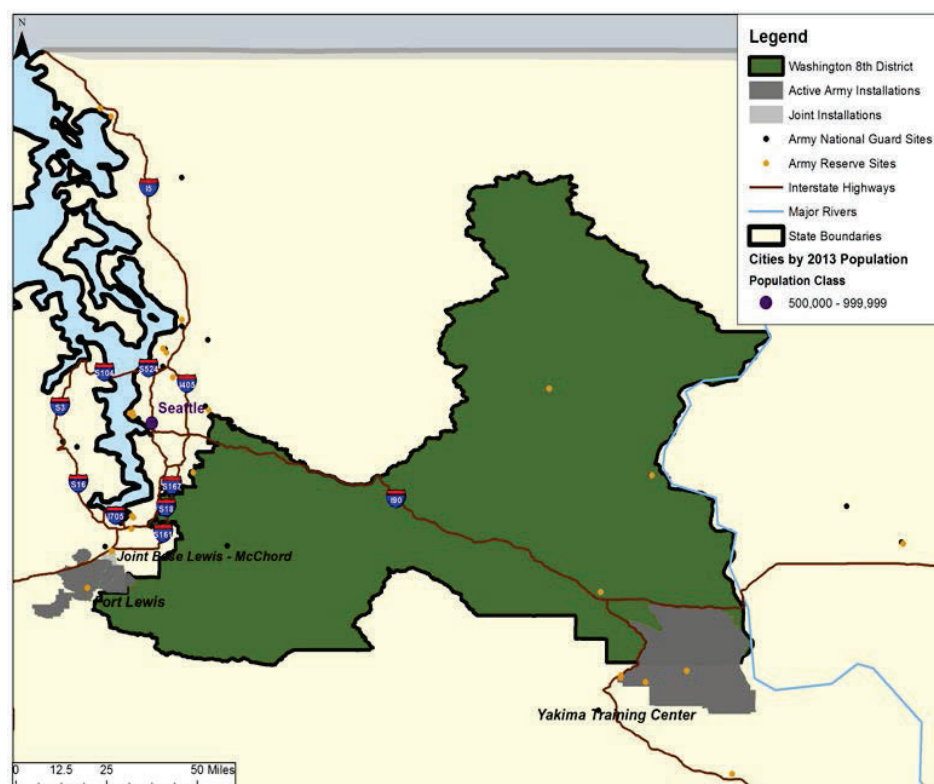 N
Legend
Washington 8th District
Active Army Installations
Joint Installations
Army National Guard Sites
Army Reserve Sites
Interstate Highways
Major Rivers
State Boundaries
Cities by 2013 Population
Population Class
500,000 - 999,999
I5
S104
S524
I405
S3
Seattle
S16
S167
I90
S18
I705
S161
Joint Base Lewis - McChord
Fort Lewis
Yakima Training Center
0 12.5 25 50 Miles